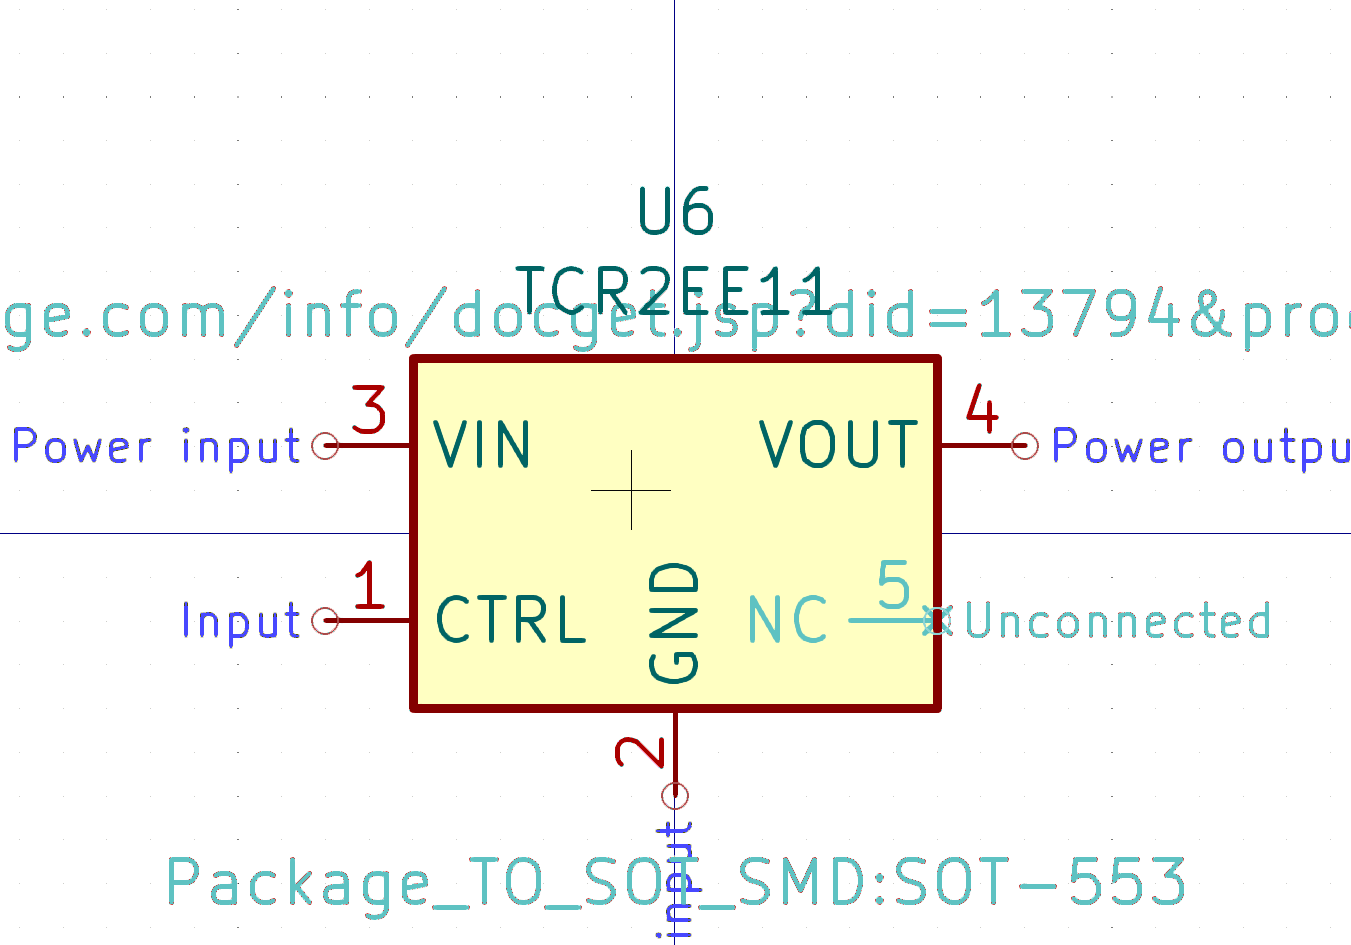 U6
TCR2EE11
ge.com/info/docget.jsp?did=13794&pro
3
4
Power input
VIN
VOUT
Power outpu
1
5
Input
CTRL
GND
NC
Unconnected
2
input
Package_TO_SOT_SMD:SOT-553